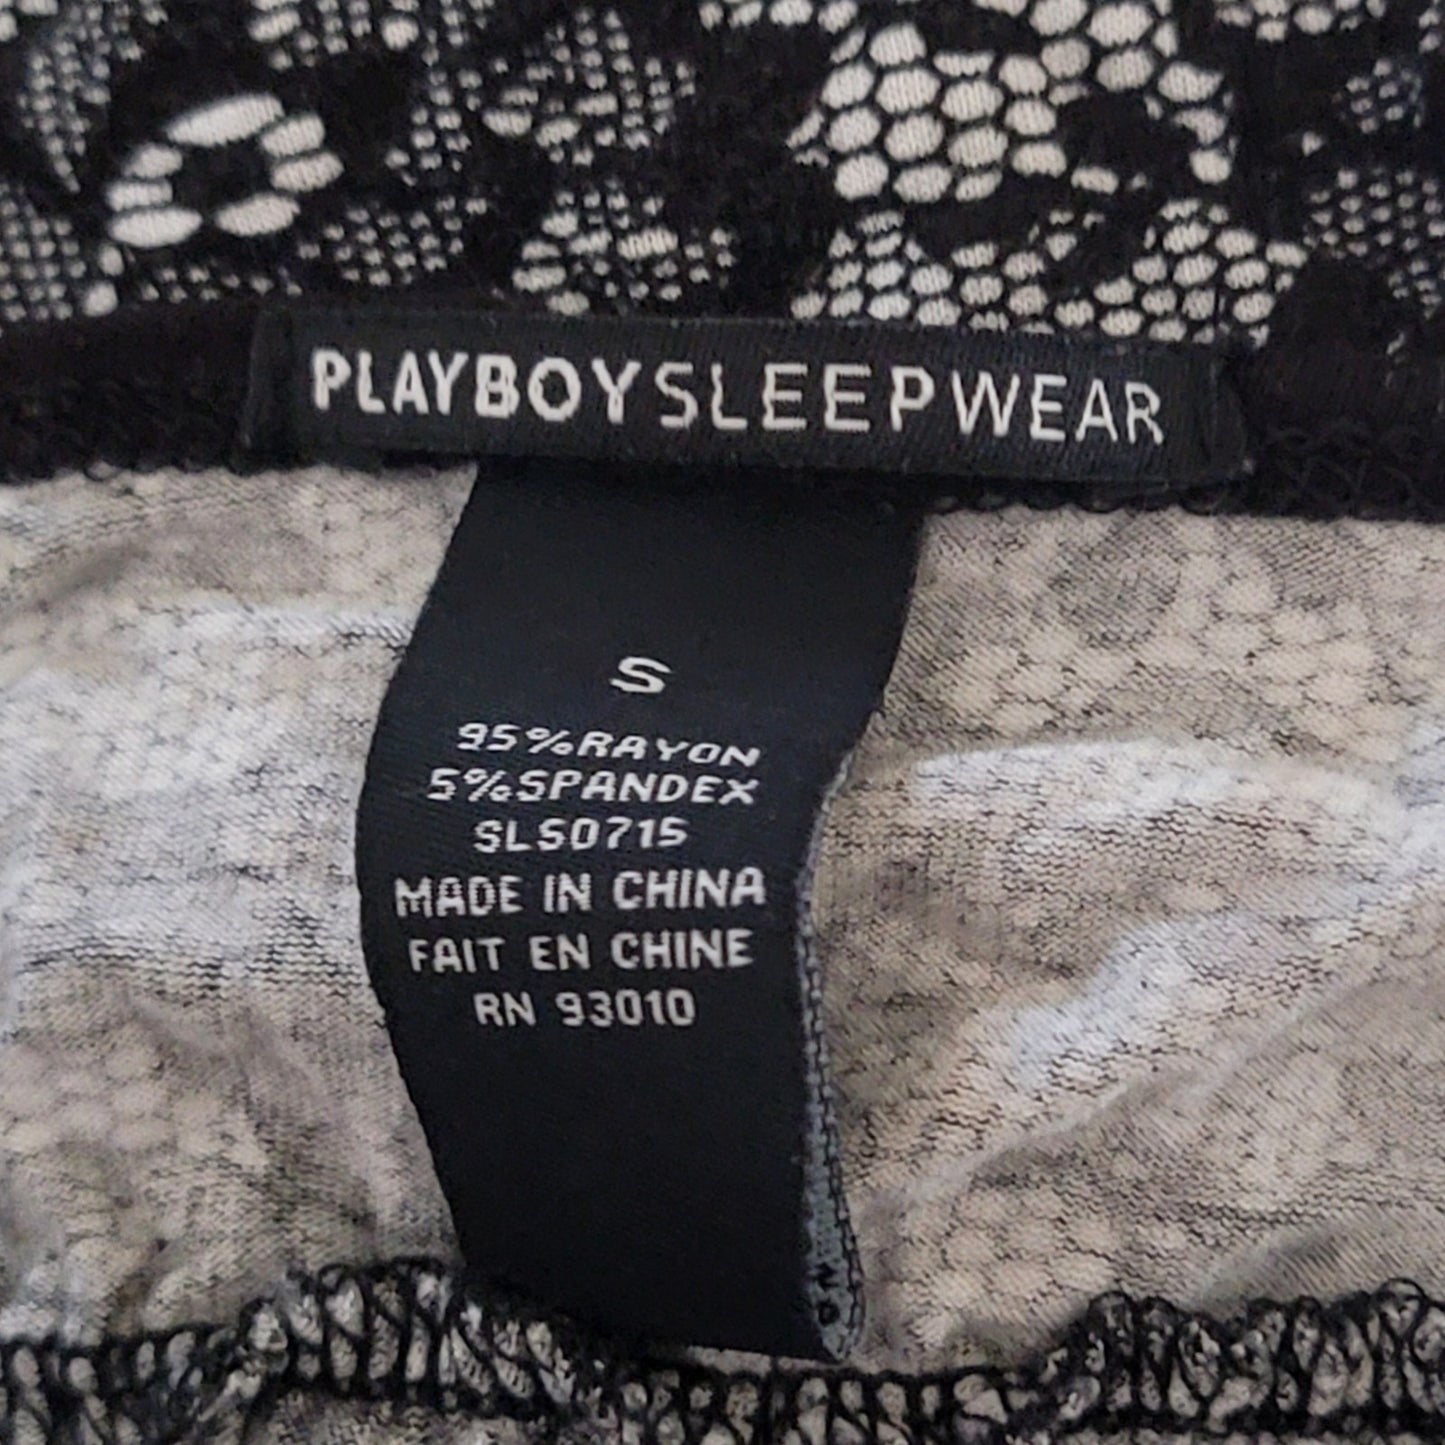 PLAYBOYSLEEPWEAR
S
95%RAYON
5%SPANDEX
SLS0715
MADE IN CHINA
FAIT EN CHINE
RN 93010